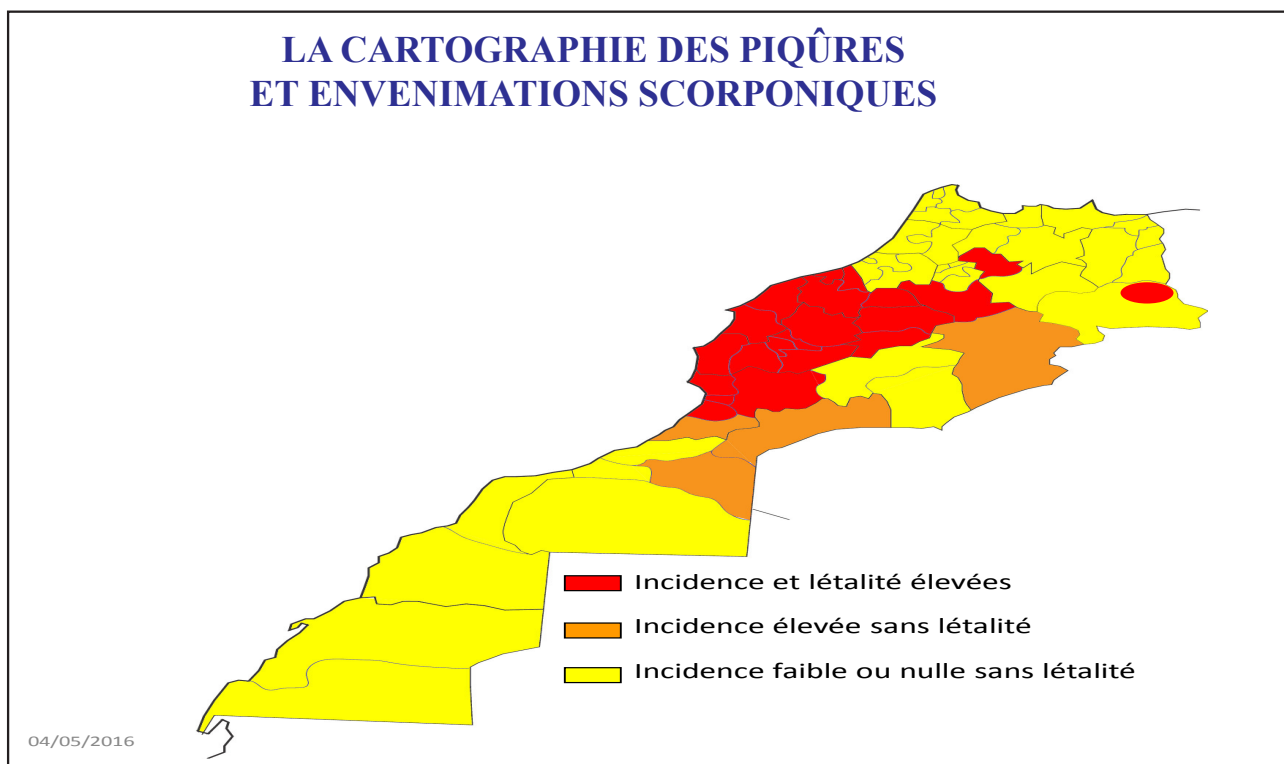 LA CARTOGRAPHIE DES PIQÛRES
ET ENVENIMATIONS SCORPONIQUES
Incidence et létalité élevées
Incidence élevée sans létalité
Incidence faible ou nulle sans létalité
04/05/2016